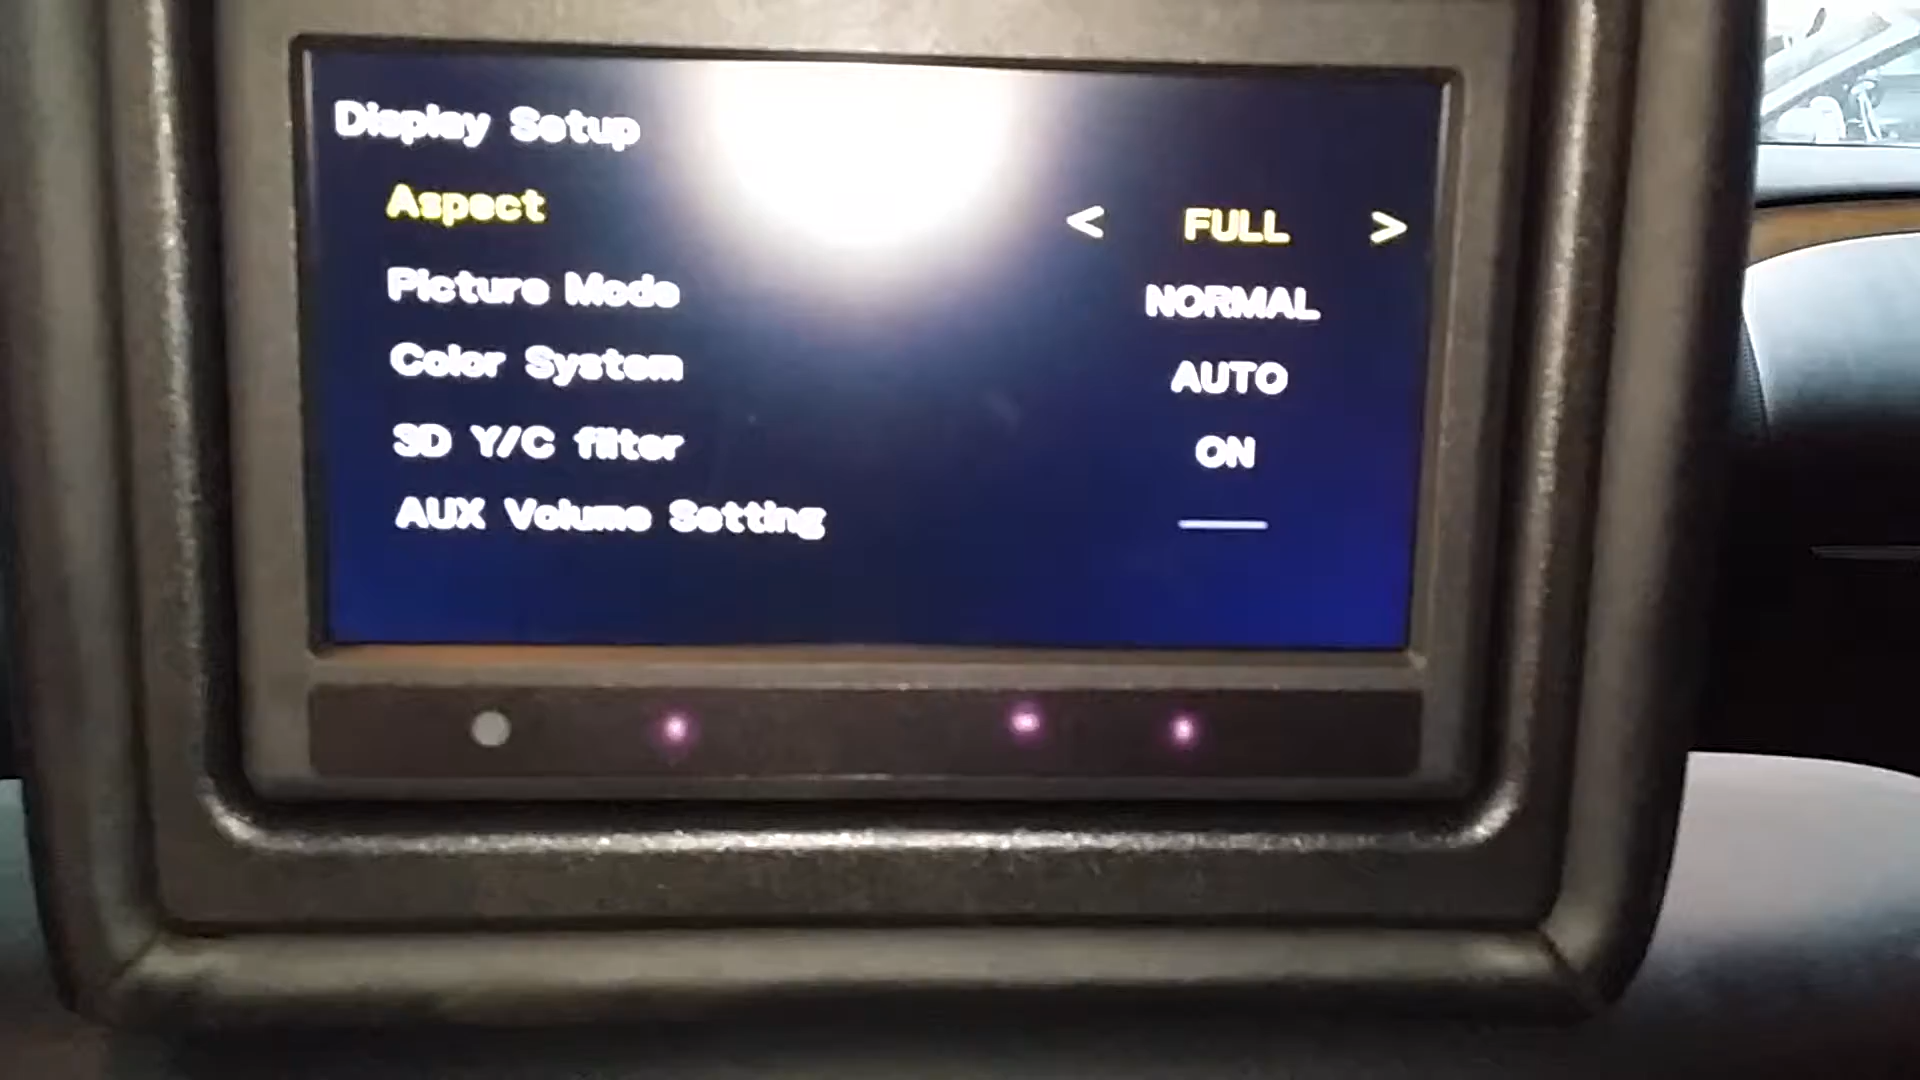 Display Setup
Aspect < FULL >
Picture Mode NORMAL
Color System AUTO
3D Y/C filter ON
AUX Volume Setting —